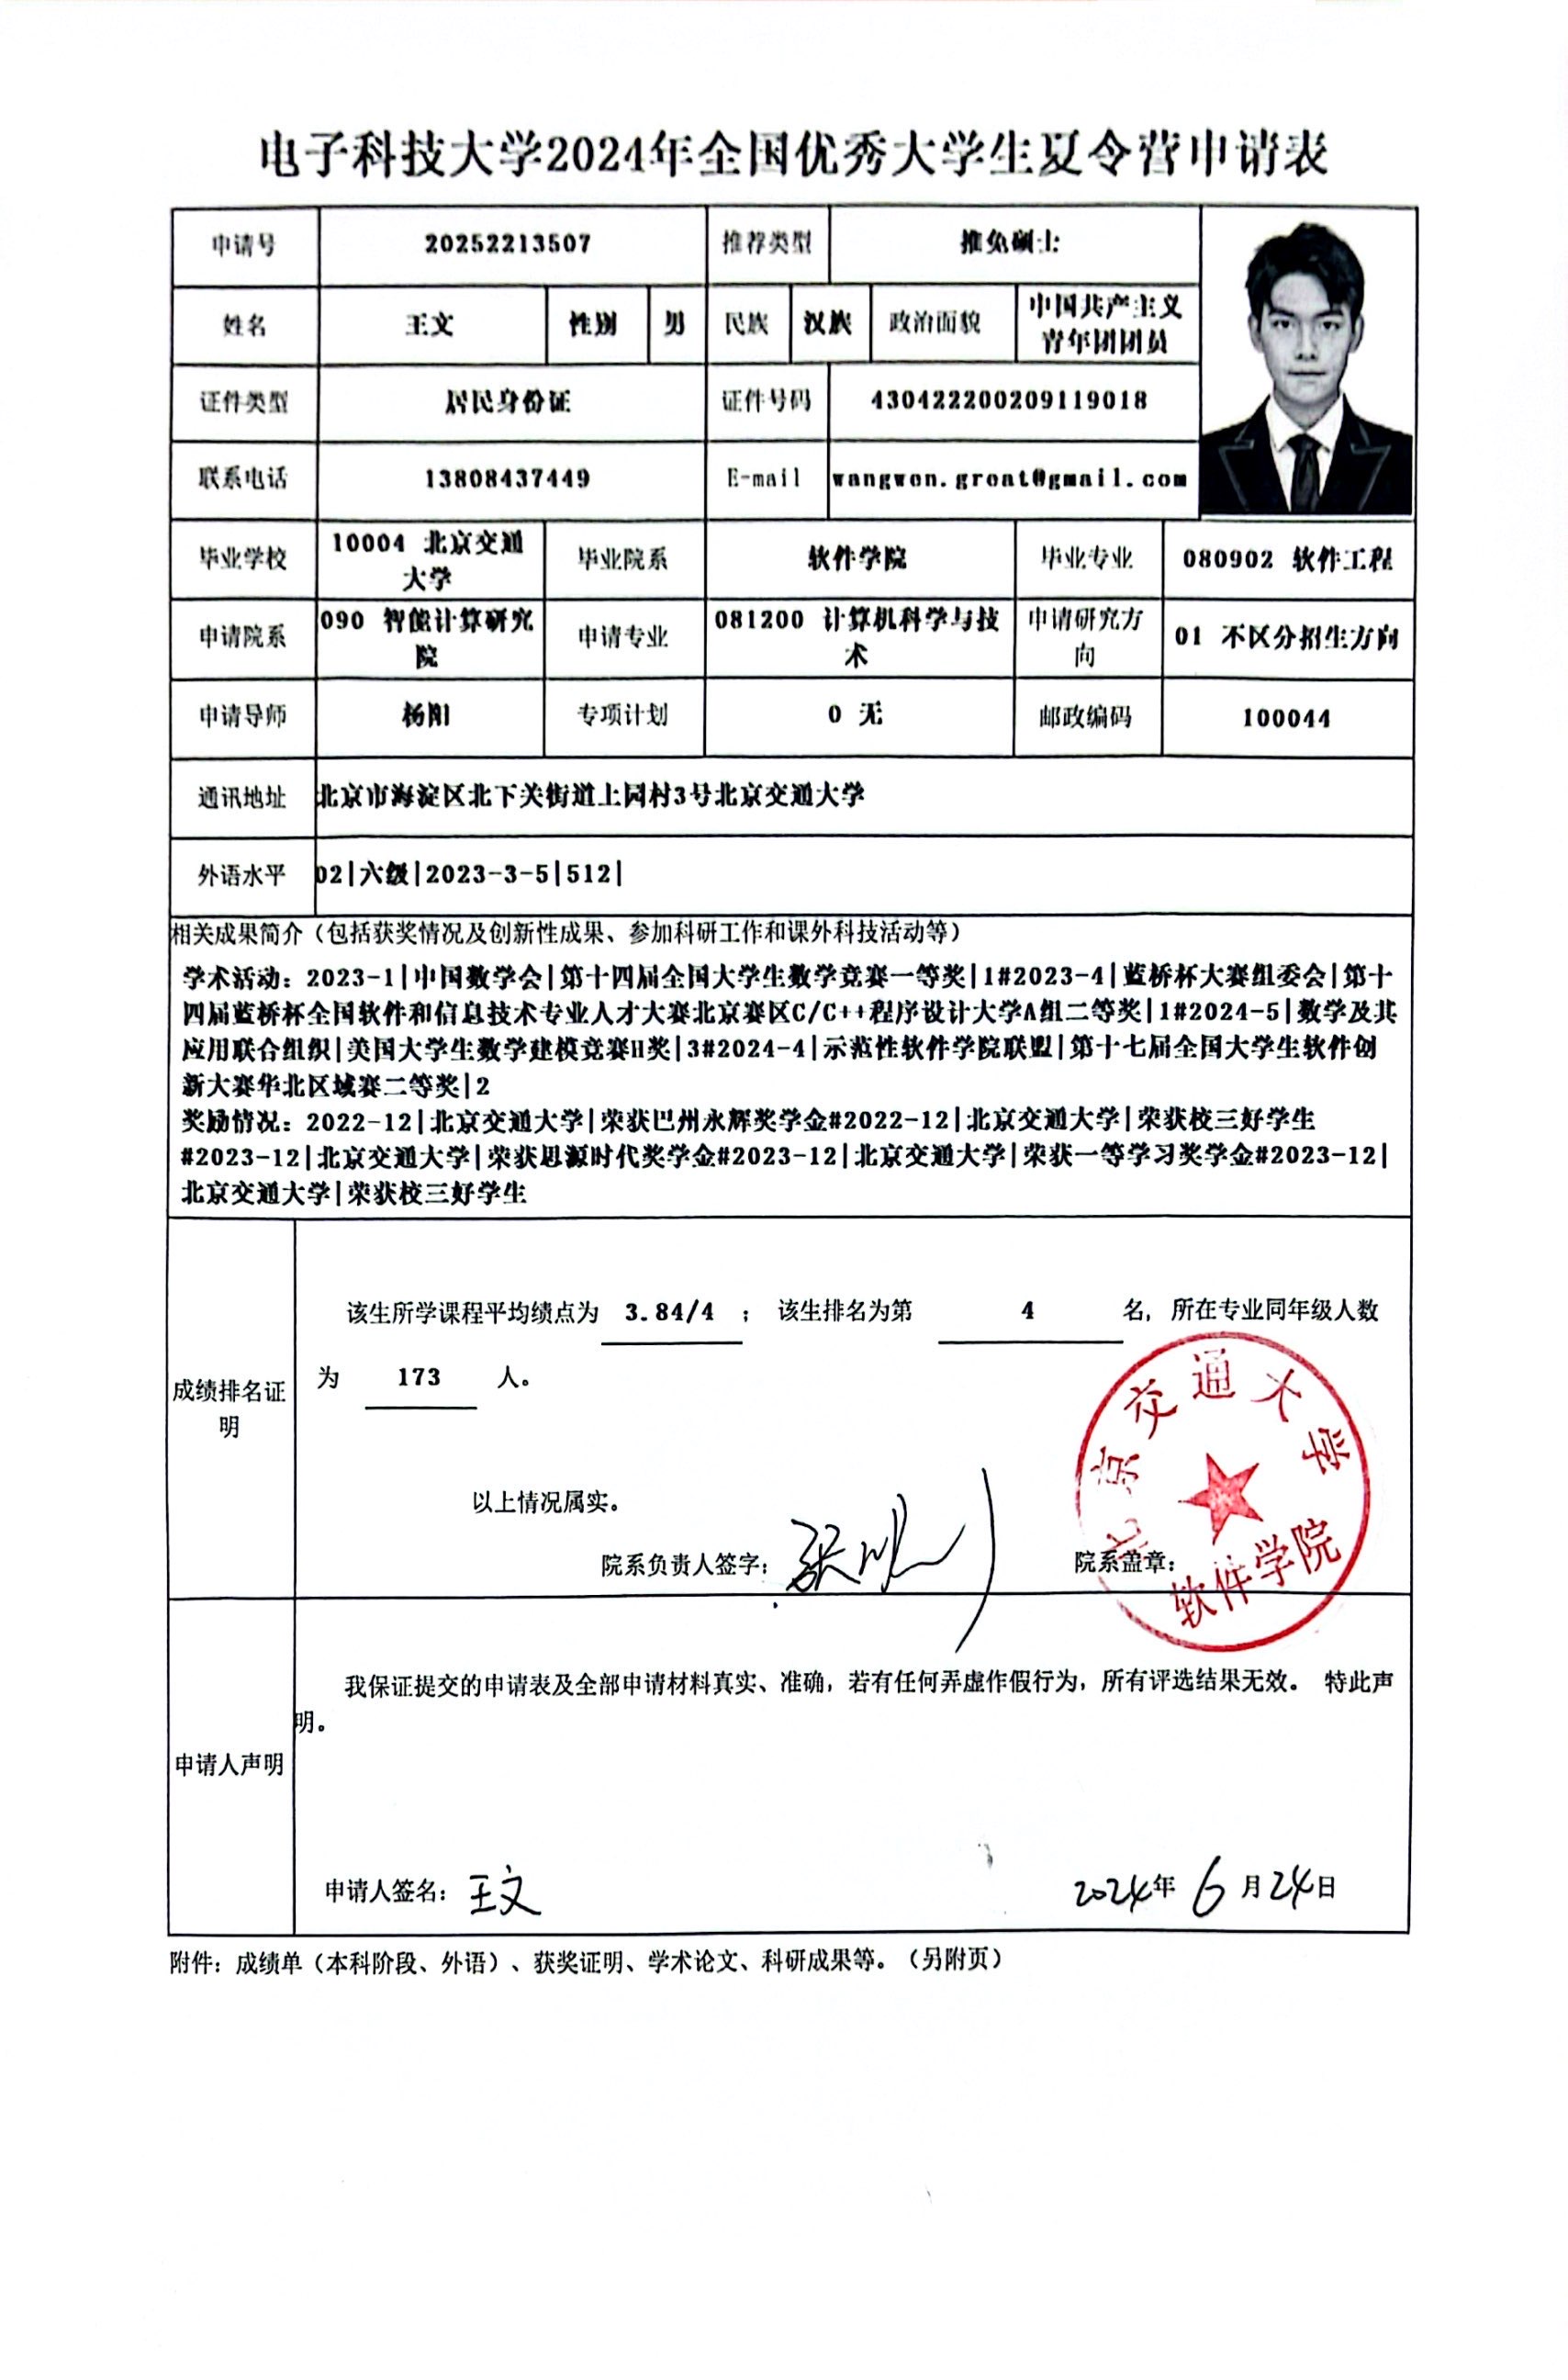 电子科技大学2024年全国优秀大学生夏令营申请表
申请号 20252213507 推荐类型 推免硕士
姓名 王文 性别 男 民族 汉族 政治面貌 中国共产主义
青年团团员
证件类型 居民身份证 证件号码 430422200209119018
联系电话 13808437449 E-mail wangwen.great@gmail.com
毕业学校 10004 北京交通
大学 毕业院系 软件学院 毕业专业 080902 软件工程
申请院系 090 智能计算研究
院 申请专业 081200 计算机科学与技
术 申请研究方
向 01 不区分招生方向
申请导师 杨阳 专项计划 0 无 邮政编码 100044
通讯地址 北京市海淀区北下关街道上园村3号北京交通大学
外语水平 02|六级|2023-3-5|512|
相关成果简介（包括获奖情况及创新性成果、参加科研工作和课外科技活动等）
学术活动：2023-1|中国数学会|第十四届全国大学生数学竞赛一等奖|1#2023-4|蓝桥杯大赛组委会|第十
四届蓝桥杯全国软件和信息技术专业人才大赛北京赛区C/C++程序设计大学A组二等奖|1#2024-5|数学及其
应用联合组织|美国大学生数学建模竞赛H奖|3#2024-4|示范性软件学院联盟|第十七届全国大学生软件创
新大赛华北区域赛二等奖|2
奖励情况：2022-12|北京交通大学|荣获巴州永辉奖学金#2022-12|北京交通大学|荣获校三好学生
#2023-12|北京交通大学|荣获思源时代奖学金#2023-12|北京交通大学|荣获一等学习奖学金#2023-12|
北京交通大学|荣获校三好学生
成绩排名证
明
该生所学课程平均绩点为 3.84/4 ； 该生排名为第 4 名，所在专业同年级人数
为 173 人。
以上情况属实。
院系负责人签字： 院系盖章：
北京交通大学
软件学院
申请人声明
我保证提交的申请表及全部申请材料真实、准确，若有任何弄虚作假行为，所有评选结果无效。 特此声
明。
申请人签名：王文 2024年 6 月 24日
附件：成绩单（本科阶段、外语）、获奖证明、学术论文、科研成果等。（另附页）